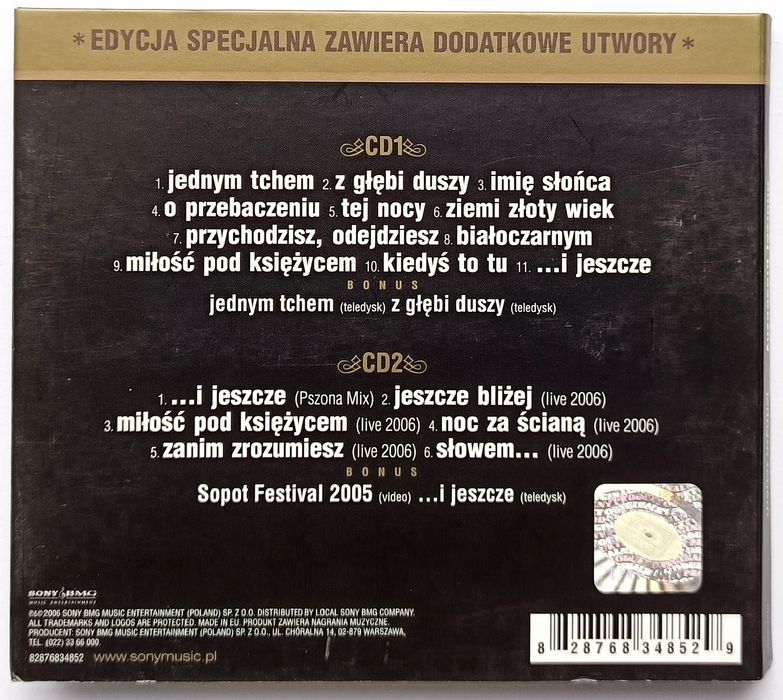 *EDYCJA SPECJALNA ZAWIERA DODATKOWE UTWORY*
CD1
1. jednym tchem 2. z głębi duszy 3. imię słońca
4. o przebaczeniu 5. tej nocy 6. ziemi złoty wiek
7. przychodzisz, odejdziesz 8. białoczarnym
9. miłość pod księżycem 10. kiedyś to tu 11. ...i jeszcze
BONUS
jednym tchem (teledysk) z głębi duszy (teledysk)
CD2
1. ...i jeszcze (Pszona Mix) 2. jeszcze bliżej (live 2006)
3. miłość pod księżycem (live 2006) 4. noc za ścianą (live 2006)
5. zanim zrozumiesz (live 2006) 6. słowem... (live 2006)
BONUS
Sopot Festival 2005 (video) ...i jeszcze (teledysk)
SONY BMG
MUSIC ENTERTAINMENT
℗&© 2006 SONY BMG MUSIC ENTERTAINMENT (POLAND) SP. Z O.O. DISTRIBUTED BY LOCAL SONY BMG COMPANY.
ALL TRADEMARKS AND LOGOS ARE PROTECTED. MADE IN EU. PRODUKT ZAWIERA NAGRANIA MUZYCZNE.
PRODUCENT: SONY BMG MUSIC ENTERTAINMENT (POLAND) SP. Z O.O., UL. CHÓRALNA 14, 02-879 WARSZAWA,
TEL. (022) 33 66 000.
82876834852 www.sonymusic.pl
8 28768 34852 9